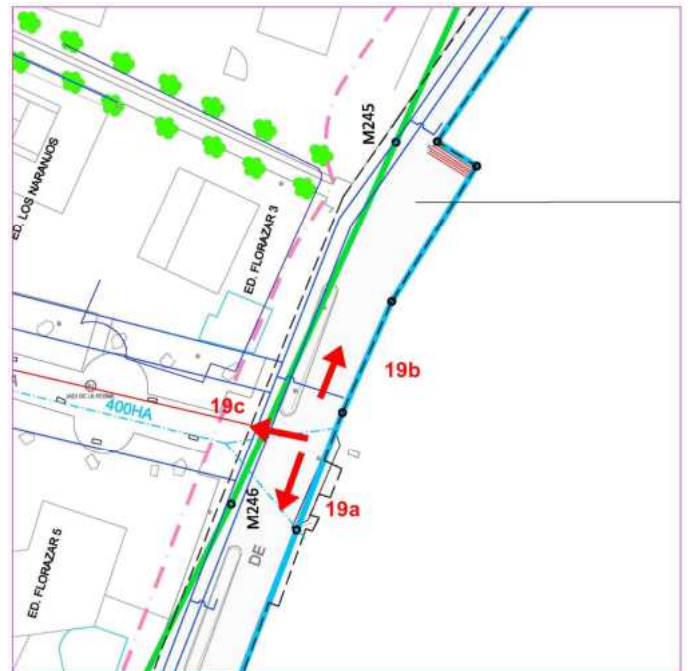 M245
ED. LOS NARANJOS
ED. FLORAZAR 3
19b
19c
400HA
M246
19a
DE
ED. FLORAZAR 5